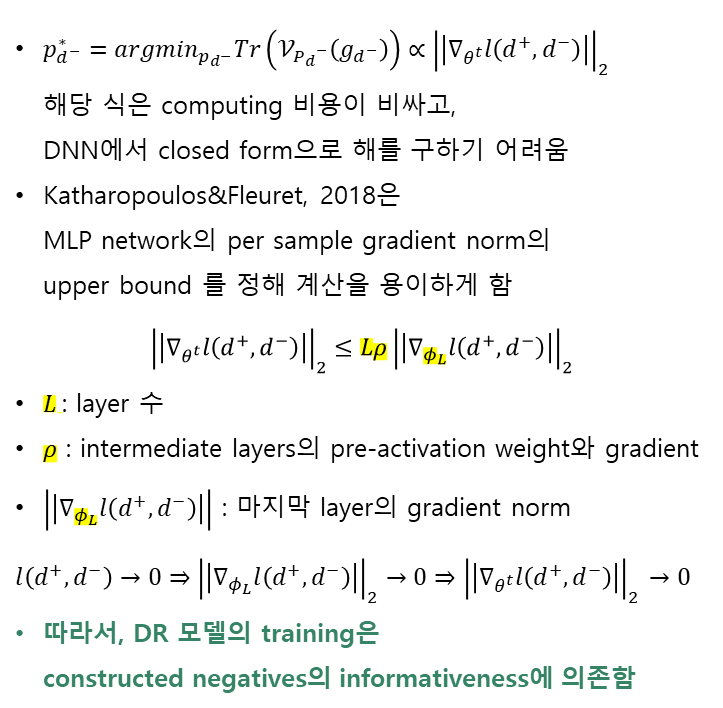 • p*_{d⁻} = argmin_{p_{d⁻}} Tr(𝒱_{P_{d⁻}}(g_{d⁻})) ∝ ||∇_{θᵗ} l(d⁺, d⁻)||₂
해당 식은 computing 비용이 비싸고,
DNN에서 closed form으로 해를 구하기 어려움
• Katharopoulos&Fleuret, 2018은
MLP network의 per sample gradient norm의
upper bound 를 정해 계산을 용이하게 함
||∇_{θᵗ} l(d⁺, d⁻)||₂ ≤ Lρ ||∇_{ϕ_L} l(d⁺, d⁻)||₂
• L : layer 수
• ρ : intermediate layers의 pre-activation weight와 gradient
• ||∇_{ϕ_L} l(d⁺, d⁻)|| : 마지막 layer의 gradient norm
l(d⁺, d⁻) → 0 ⇒ ||∇_{ϕ_L} l(d⁺, d⁻)||₂ → 0 ⇒ ||∇_{θᵗ} l(d⁺, d⁻)||₂ → 0
• 따라서, DR 모델의 training은
constructed negatives의 informativeness에 의존함